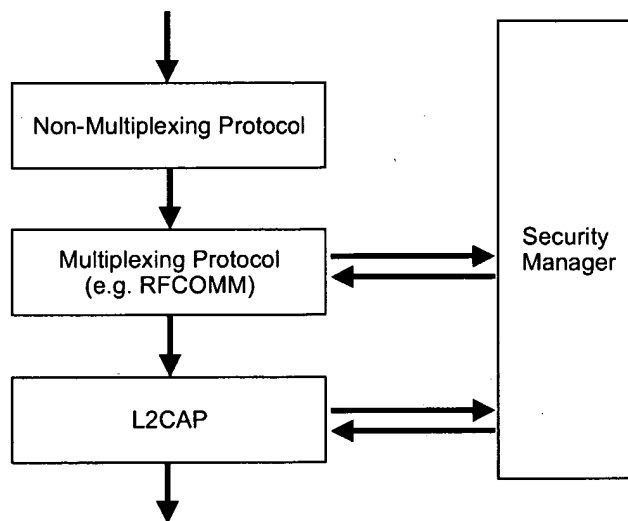 Non-Multiplexing Protocol
Multiplexing Protocol
(e.g. RFCOMM)
Security
Manager
L2CAP